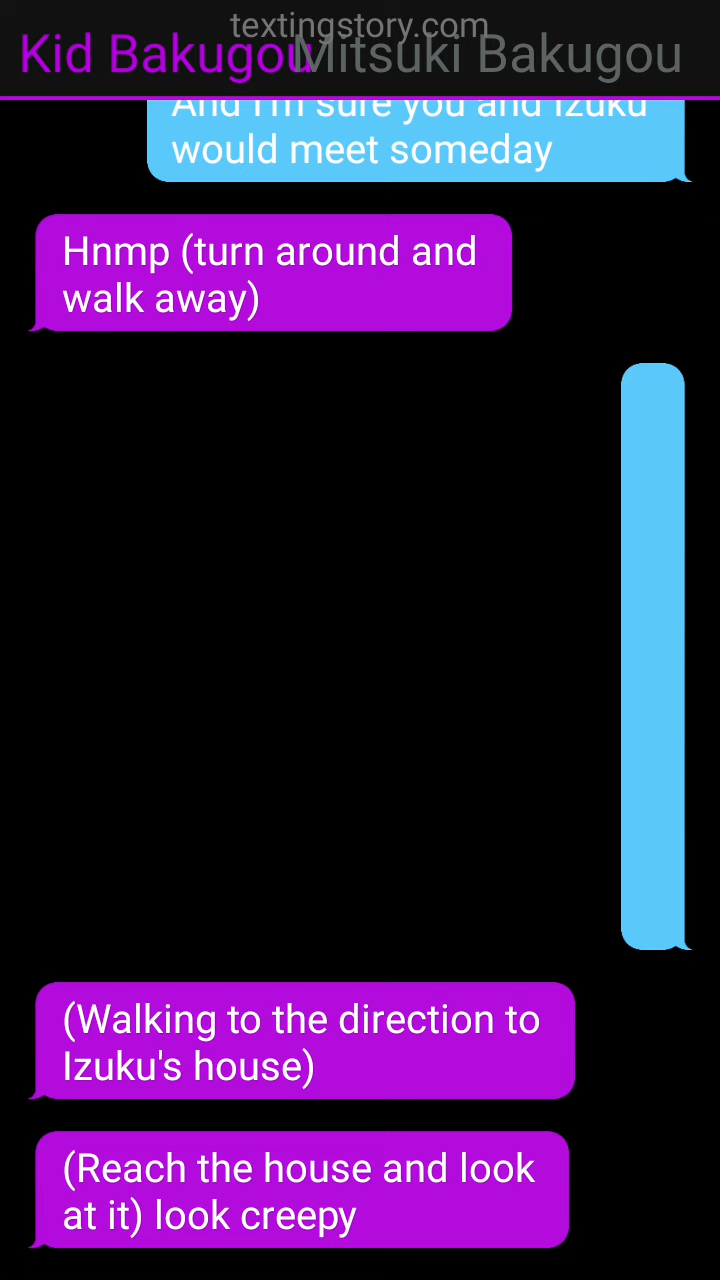 textingstory.com
Kid Bakugou Mitsuki Bakugou
And I'm sure you and Izuku
would meet someday
Hnmp (turn around and
walk away)
(Walking to the direction to
Izuku's house)
(Reach the house and look
at it) look creepy